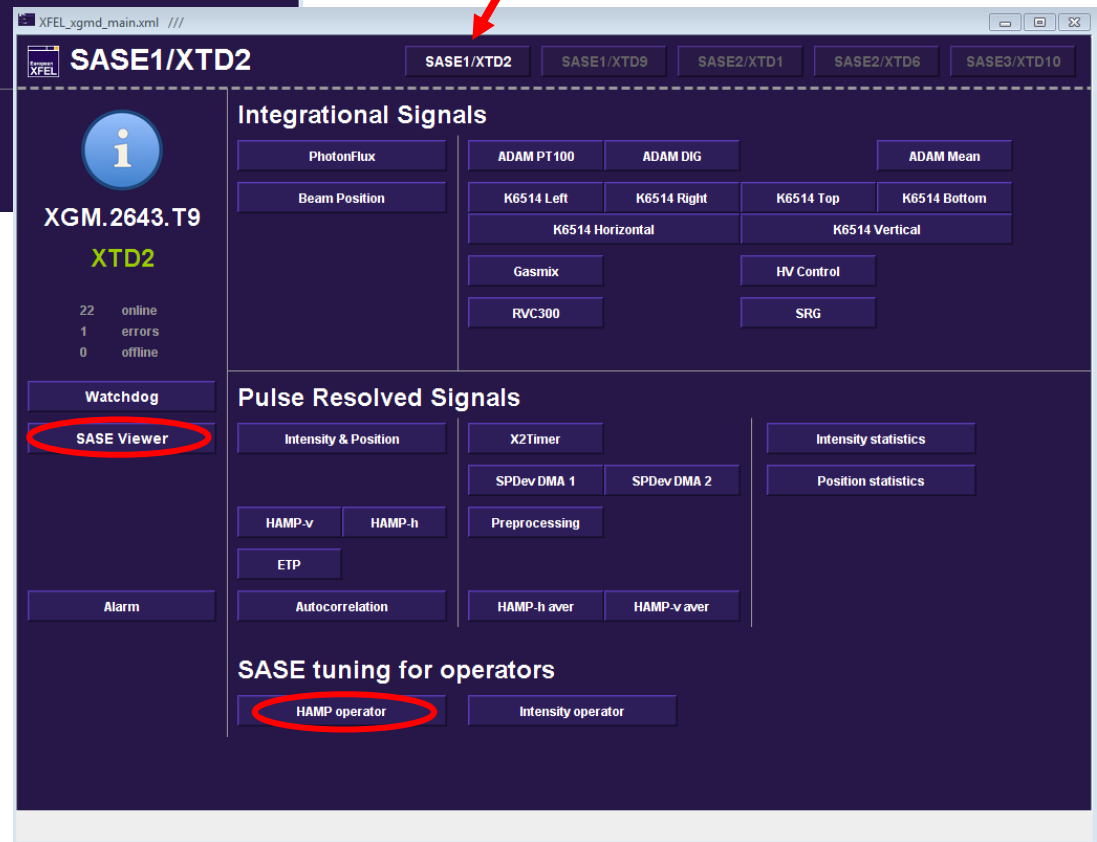 XFEL_xgmd_main.xml ///
European
XFEL
SASE1/XTD2
SASE1/XTD2 SASE1/XTD9 SASE2/XTD1 SASE2/XTD6 SASE3/XTD10
i
XGM.2643.T9
XTD2
22 online
1 errors
0 offline
Watchdog
SASE Viewer
Alarm
Integrational Signals
PhotonFlux ADAM PT100 ADAM DIG ADAM Mean
Beam Position K6514 Left K6514 Right K6514 Top K6514 Bottom
K6514 Horizontal K6514 Vertical
Gasmix HV Control
RVC300 SRG
Pulse Resolved Signals
Intensity & Position X2Timer Intensity statistics
SPDev DMA 1 SPDev DMA 2 Position statistics
HAMP-v HAMP-h Preprocessing
ETP
Autocorrelation HAMP-h aver HAMP-v aver
SASE tuning for operators
HAMP operator Intensity operator